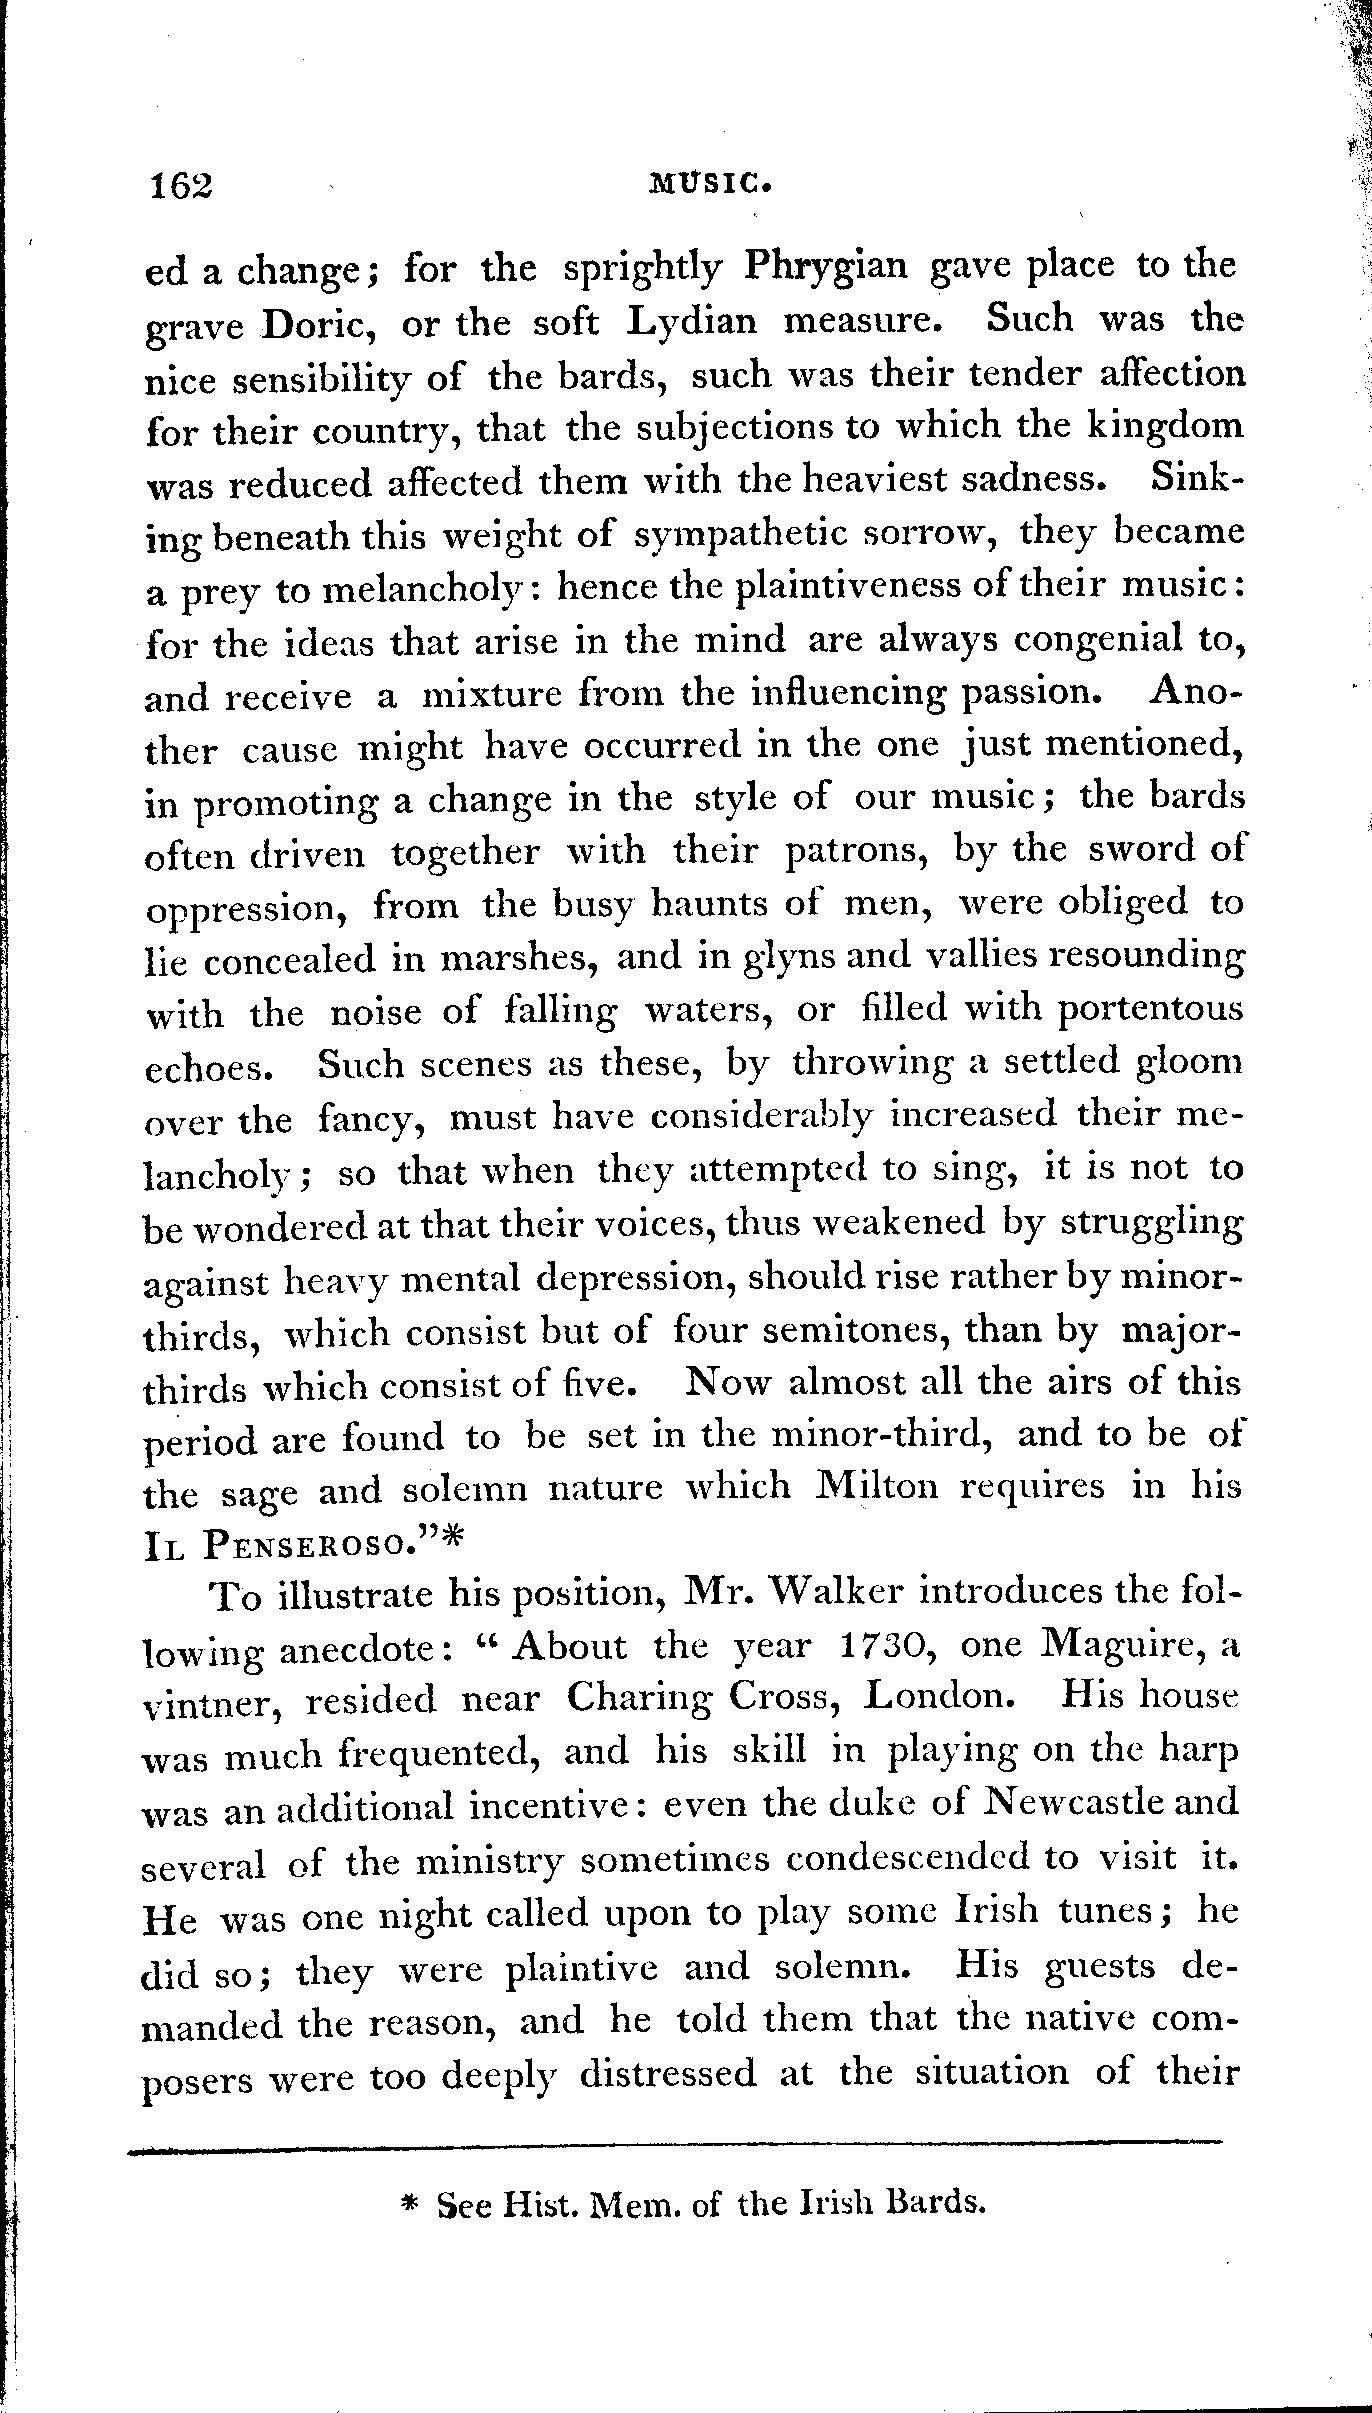 162 MUSIC.
ed a change; for the sprightly Phrygian gave place to the
grave Doric, or the soft Lydian measure. Such was the
nice sensibility of the bards, such was their tender affection
for their country, that the subjections to which the kingdom
was reduced affected them with the heaviest sadness. Sink-
ing beneath this weight of sympathetic sorrow, they became
a prey to melancholy: hence the plaintiveness of their music:
for the ideas that arise in the mind are always congenial to,
and receive a mixture from the influencing passion. Ano-
ther cause might have occurred in the one just mentioned,
in promoting a change in the style of our music; the bards
often driven together with their patrons, by the sword of
oppression, from the busy haunts of men, were obliged to
lie concealed in marshes, and in glyns and vallies resounding
with the noise of falling waters, or filled with portentous
echoes. Such scenes as these, by throwing a settled gloom
over the fancy, must have considerably increased their me-
lancholy; so that when they attempted to sing, it is not to
be wondered at that their voices, thus weakened by struggling
against heavy mental depression, should rise rather by minor-
thirds, which consist but of four semitones, than by major-
thirds which consist of five. Now almost all the airs of this
period are found to be set in the minor-third, and to be of
the sage and solemn nature which Milton requires in his
IL PENSEROSO."*
To illustrate his position, Mr. Walker introduces the fol-
lowing anecdote: "About the year 1730, one Maguire, a
vintner, resided near Charing Cross, London. His house
was much frequented, and his skill in playing on the harp
was an additional incentive: even the duke of Newcastle and
several of the ministry sometimes condescended to visit it.
He was one night called upon to play some Irish tunes; he
did so; they were plaintive and solemn. His guests de-
manded the reason, and he told them that the native com-
posers were too deeply distressed at the situation of their
* See Hist. Mem. of the Irish Bards.